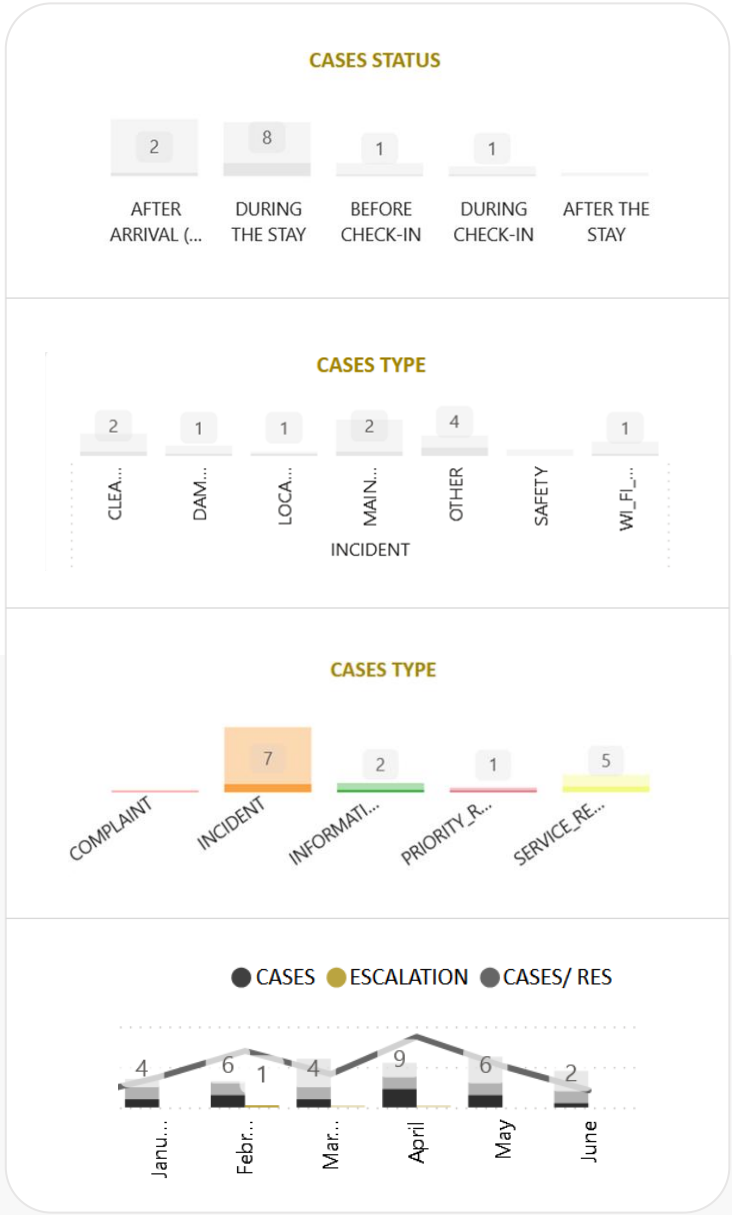 CASES STATUS
2
8
1
1
AFTER ARRIVAL (...
DURING THE STAY
BEFORE CHECK-IN
DURING CHECK-IN
AFTER THE STAY
CASES TYPE
2
1
1
2
4
1
CLEA...
DAM...
LOCA...
MAIN...
OTHER
SAFETY
WI_FI_...
INCIDENT
CASES TYPE
7
2
1
5
COMPLAINT
INCIDENT
INFORMATI...
PRIORITY_R...
SERVICE_RE...
CASES ESCALATION CASES/ RES
4
6
1
4
9
6
2
Janu...
Febr...
Mar...
April
May
June